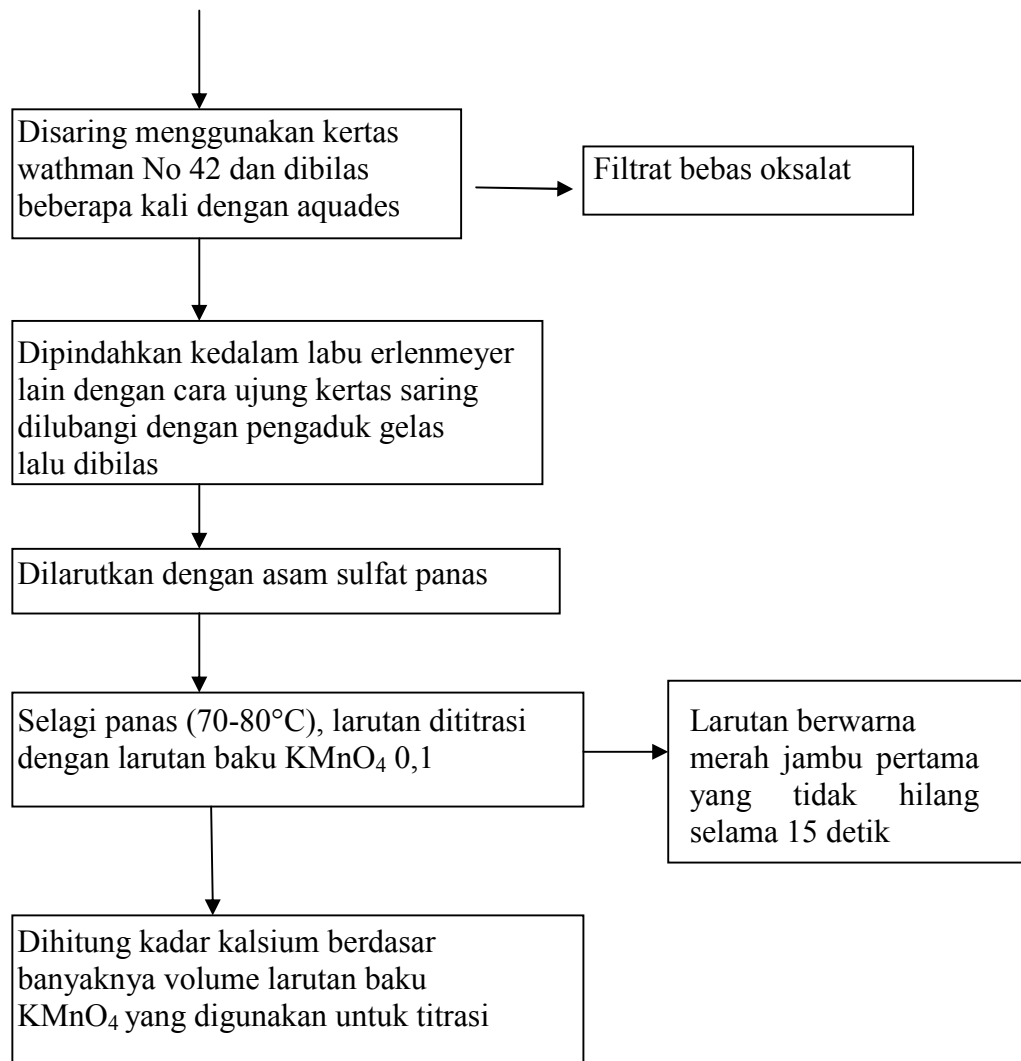 Disaring menggunakan kertas
wathman No 42 dan dibilas
beberapa kali dengan aquades
Filtrat bebas oksalat
Dipindahkan kedalam labu erlenmeyer
lain dengan cara ujung kertas saring
dilubangi dengan pengaduk gelas
lalu dibilas
Dilarutkan dengan asam sulfat panas
Selagi panas (70-80°C), larutan dititrasi
dengan larutan baku KMnO₄ 0,1
Larutan berwarna
merah jambu pertama
yang tidak hilang
selama 15 detik
Dihitung kadar kalsium berdasar
banyaknya volume larutan baku
KMnO₄ yang digunakan untuk titrasi